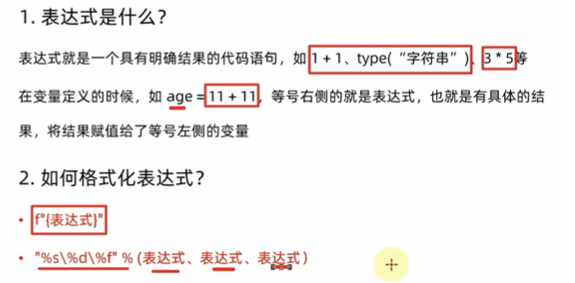 1. 表达式是什么？
表达式就是一个具有明确结果的代码语句，如 1 + 1、type(“字符串”)、3 * 5等
在变量定义的时候，如 age = 11 + 11，等号右侧的就是表达式，也就是有具体的结
果，将结果赋值给了等号左侧的变量
2. 如何格式化表达式？
• f"{表达式}"
• "%s\%d\%f" % (表达式、表达式、表达式)